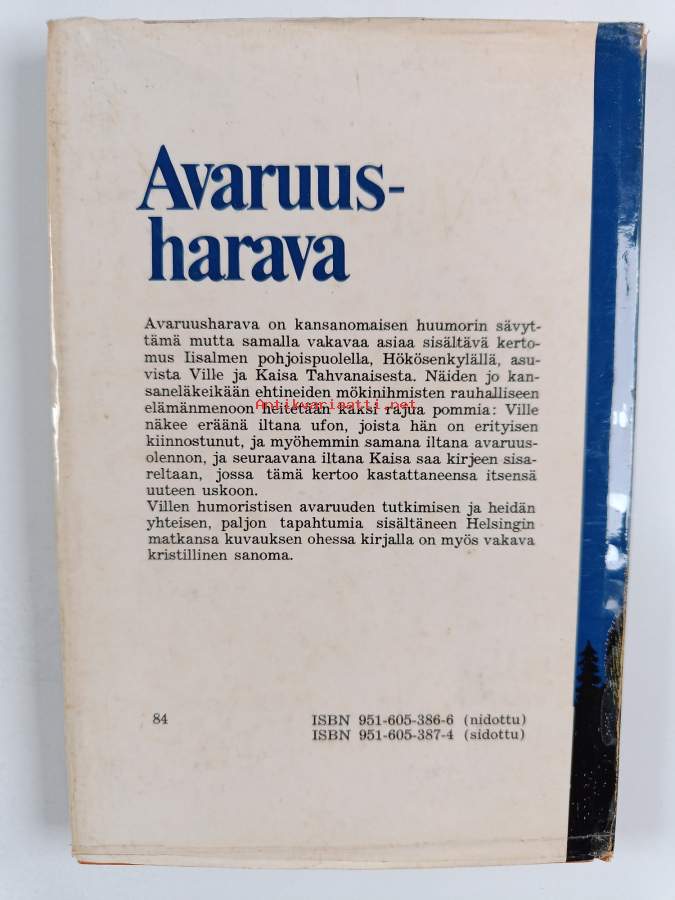 Avaruus-
harava
Avaruusharava on kansanomaisen huumorin sävyt-
tämä mutta samalla vakavaa asiaa sisältävä kerto-
mus Iisalmen pohjoispuolella, Hökösenkylällä, asu-
vista Ville ja Kaisa Tahvanaisesta. Näiden jo kan-
saneläkeikään ehtineiden mökinihmisten rauhalliseen
Antikvariaatti.net
elämänmenoon heitetään kaksi rajua pommia: Ville
näkee eräänä iltana ufon, joista hän on erityisen
kiinnostunut, ja myöhemmin samana iltana avaruus-
olennon, ja seuraavana iltana Kaisa saa kirjeen sisa-
reltaan, jossa tämä kertoo kastattaneensa itsensä
uuteen uskoon.
Villen humoristisen avaruuden tutkimisen ja heidän
yhteisen, paljon tapahtumia sisältäneen Helsingin
matkansa kuvauksen ohessa kirjalla on myös vakava
kristillinen sanoma.
84
ISBN 951-605-386-6 (nidottu)
ISBN 951-605-387-4 (sidottu)